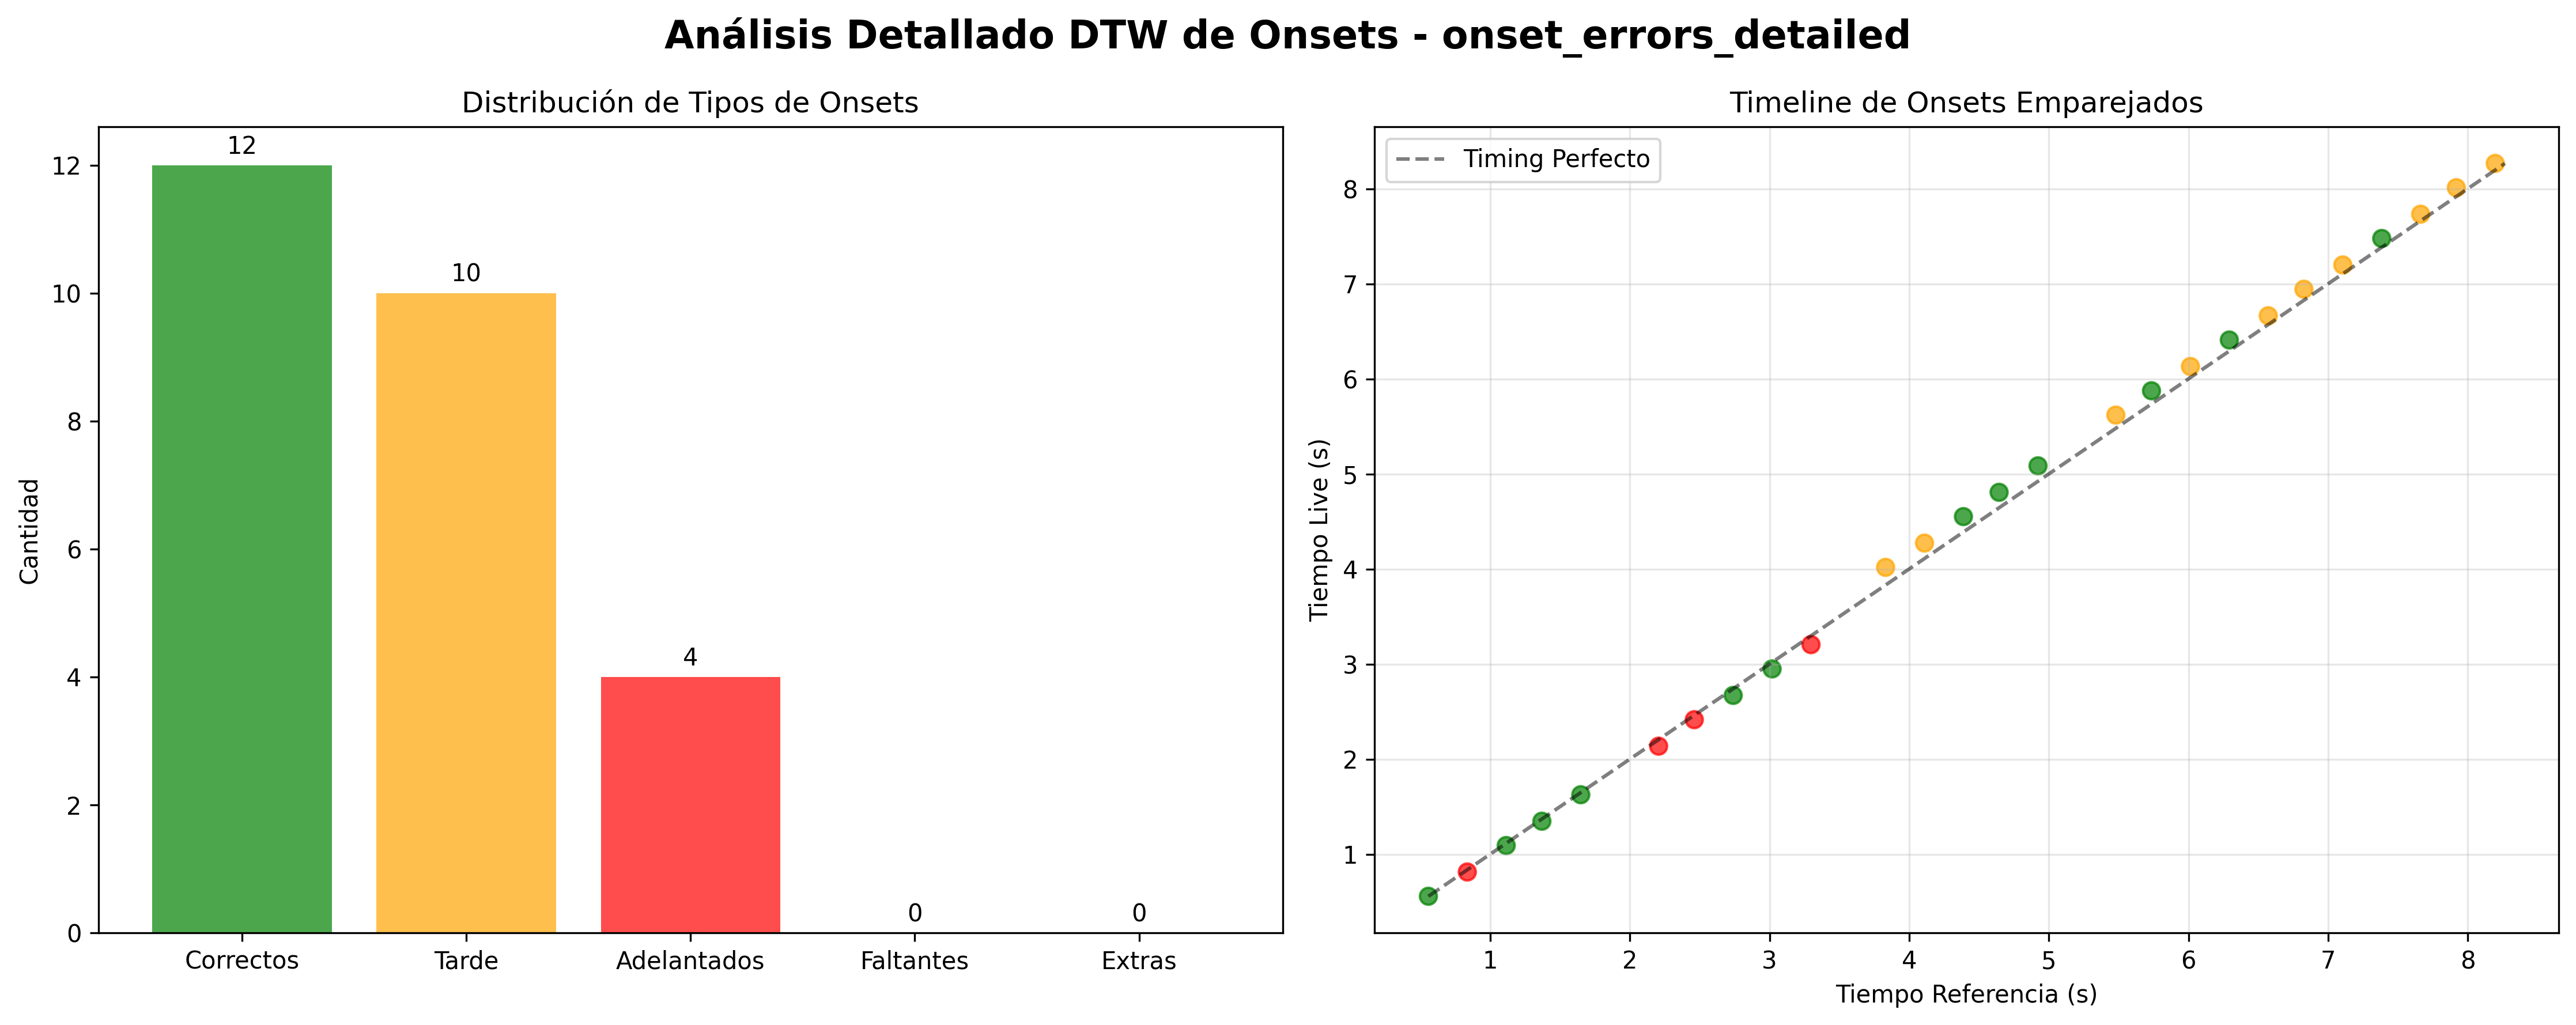 Análisis Detallado DTW de Onsets - onset_errors_detailed
Distribución de Tipos de Onsets
Cantidad
12
10
8
6
4
2
0
12
10
4
0
0
Correctos
Tarde
Adelantados
Faltantes
Extras
Timeline de Onsets Emparejados
Timing Perfecto
Tiempo Live (s)
8
7
6
5
4
3
2
1
1
2
3
4
5
6
7
8
Tiempo Referencia (s)